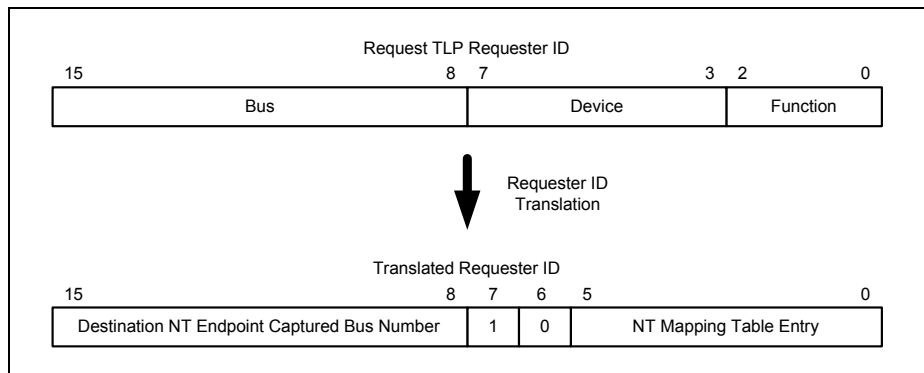 Request TLP Requester ID
15 8 7 3 2 0
Bus Device Function
Requester ID
Translation
Translated Requester ID
15 8 7 6 5 0
Destination NT Endpoint Captured Bus Number 1 0 NT Mapping Table Entry